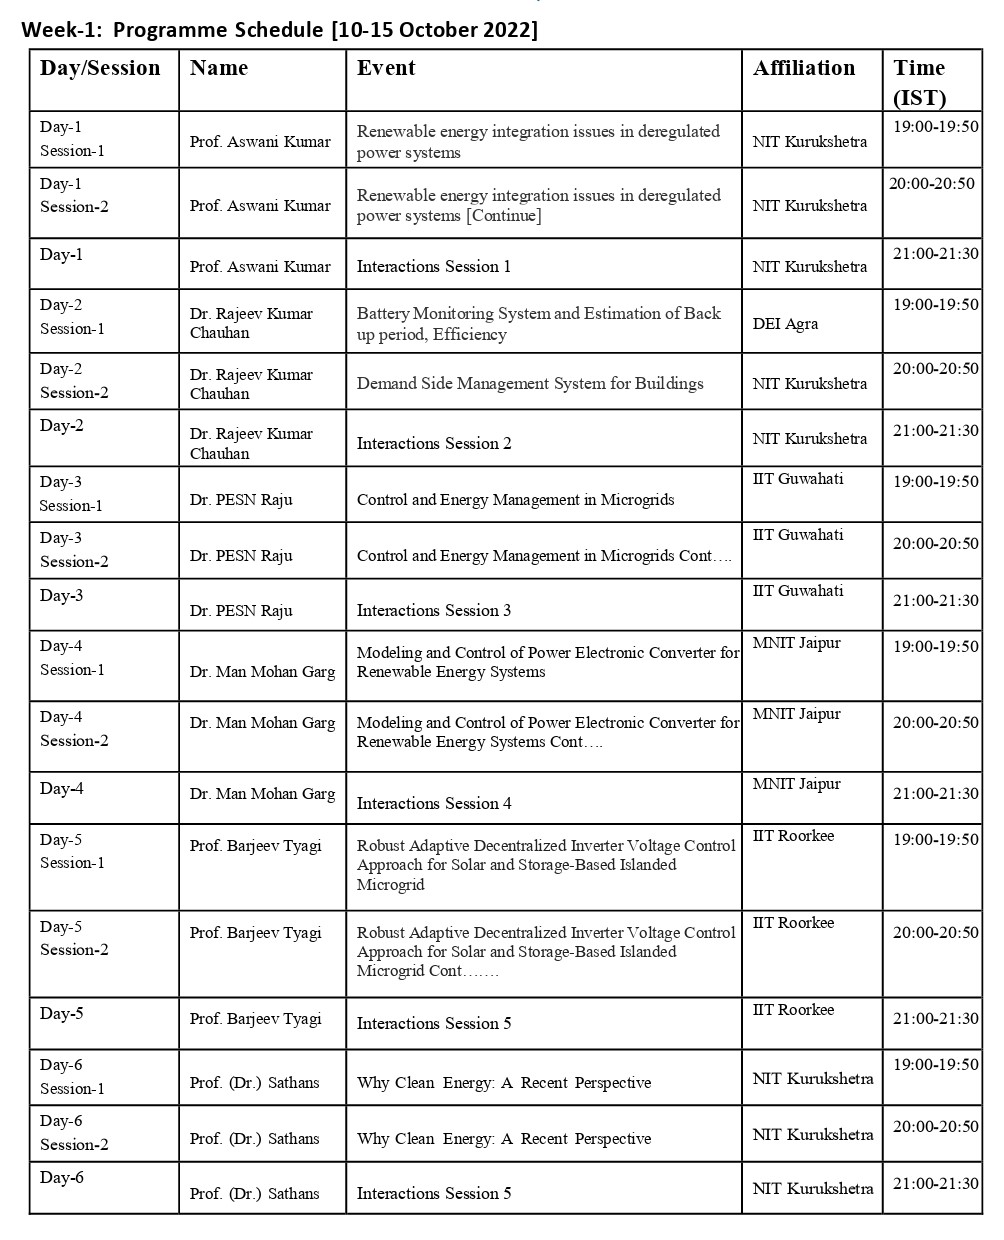 Week-1: Programme Schedule [10-15 October 2022]
Day/Session Name Event Affiliation Time
(IST)
Day-1
Session-1 Prof. Aswani Kumar Renewable energy integration issues in deregulated
power systems NIT Kurukshetra 19:00-19:50
Day-1
Session-2 Prof. Aswani Kumar Renewable energy integration issues in deregulated
power systems [Continue] NIT Kurukshetra 20:00-20:50
Day-1 Prof. Aswani Kumar Interactions Session 1 NIT Kurukshetra 21:00-21:30
Day-2
Session-1 Dr. Rajeev Kumar
Chauhan Battery Monitoring System and Estimation of Back
up period, Efficiency DEI Agra 19:00-19:50
Day-2
Session-2 Dr. Rajeev Kumar
Chauhan Demand Side Management System for Buildings NIT Kurukshetra 20:00-20:50
Day-2 Dr. Rajeev Kumar
Chauhan Interactions Session 2 NIT Kurukshetra 21:00-21:30
Day-3
Session-1 Dr. PESN Raju Control and Energy Management in Microgrids IIT Guwahati 19:00-19:50
Day-3
Session-2 Dr. PESN Raju Control and Energy Management in Microgrids Cont…. IIT Guwahati 20:00-20:50
Day-3 Dr. PESN Raju Interactions Session 3 IIT Guwahati 21:00-21:30
Day-4
Session-1 Dr. Man Mohan Garg Modeling and Control of Power Electronic Converter for
Renewable Energy Systems MNIT Jaipur 19:00-19:50
Day-4
Session-2 Dr. Man Mohan Garg Modeling and Control of Power Electronic Converter for
Renewable Energy Systems Cont…. MNIT Jaipur 20:00-20:50
Day-4 Dr. Man Mohan Garg Interactions Session 4 MNIT Jaipur 21:00-21:30
Day-5
Session-1 Prof. Barjeev Tyagi Robust Adaptive Decentralized Inverter Voltage Control
Approach for Solar and Storage-Based Islanded
Microgrid IIT Roorkee 19:00-19:50
Day-5
Session-2 Prof. Barjeev Tyagi Robust Adaptive Decentralized Inverter Voltage Control
Approach for Solar and Storage-Based Islanded
Microgrid Cont……. IIT Roorkee 20:00-20:50
Day-5 Prof. Barjeev Tyagi Interactions Session 5 IIT Roorkee 21:00-21:30
Day-6
Session-1 Prof. (Dr.) Sathans Why Clean Energy: A Recent Perspective NIT Kurukshetra 19:00-19:50
Day-6
Session-2 Prof. (Dr.) Sathans Why Clean Energy: A Recent Perspective NIT Kurukshetra 20:00-20:50
Day-6 Prof. (Dr.) Sathans Interactions Session 5 NIT Kurukshetra 21:00-21:30